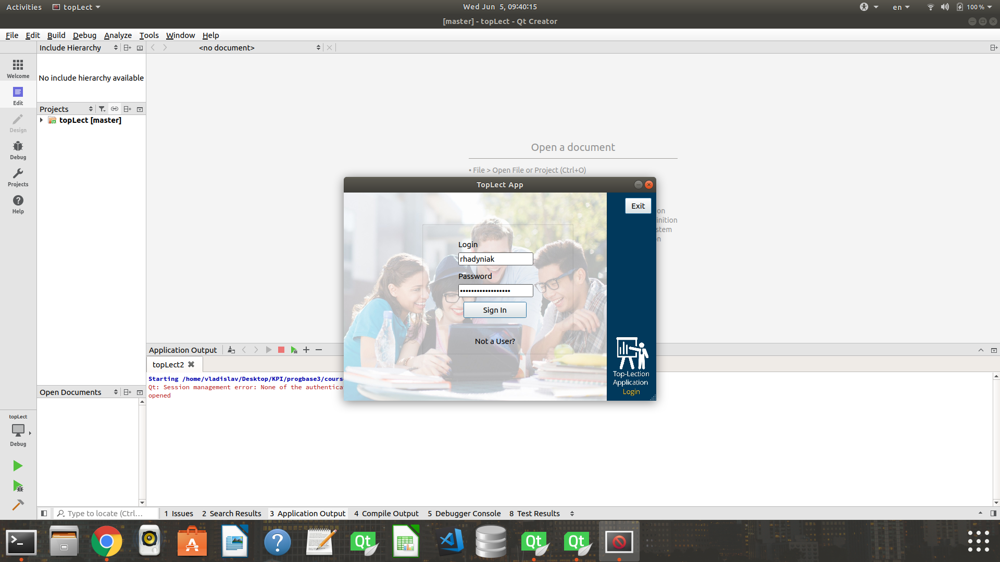 Activities topLect Wed Jun 5, 09:40:15 en 100 %
[master] - topLect - Qt Creator
File Edit Build Debug Analyze Tools Window Help
Include Hierarchy <no document>
Welcome
No include hierarchy available
Edit
Projects
topLect [master]
Design
Debug
Projects
Help
Open a document
• File > Open File or Project (Ctrl+O)
on
inition
stem
n
TopLect App
Exit
Login
rhadyniak
Password
••••••••••••••••••
Sign In
Not a User?
Top-Lection
Application
Login
Application Output
topLect2
Starting /home/vladislav/Desktop/KPI/progbase3/cours
Qt: Session management error: None of the authentica
opened
Open Documents
topLect
Debug
Type to locate (Ctrl... 1 Issues 2 Search Results 3 Application Output 4 Compile Output 5 Debugger Console 8 Test Results
Qt Qt Qt